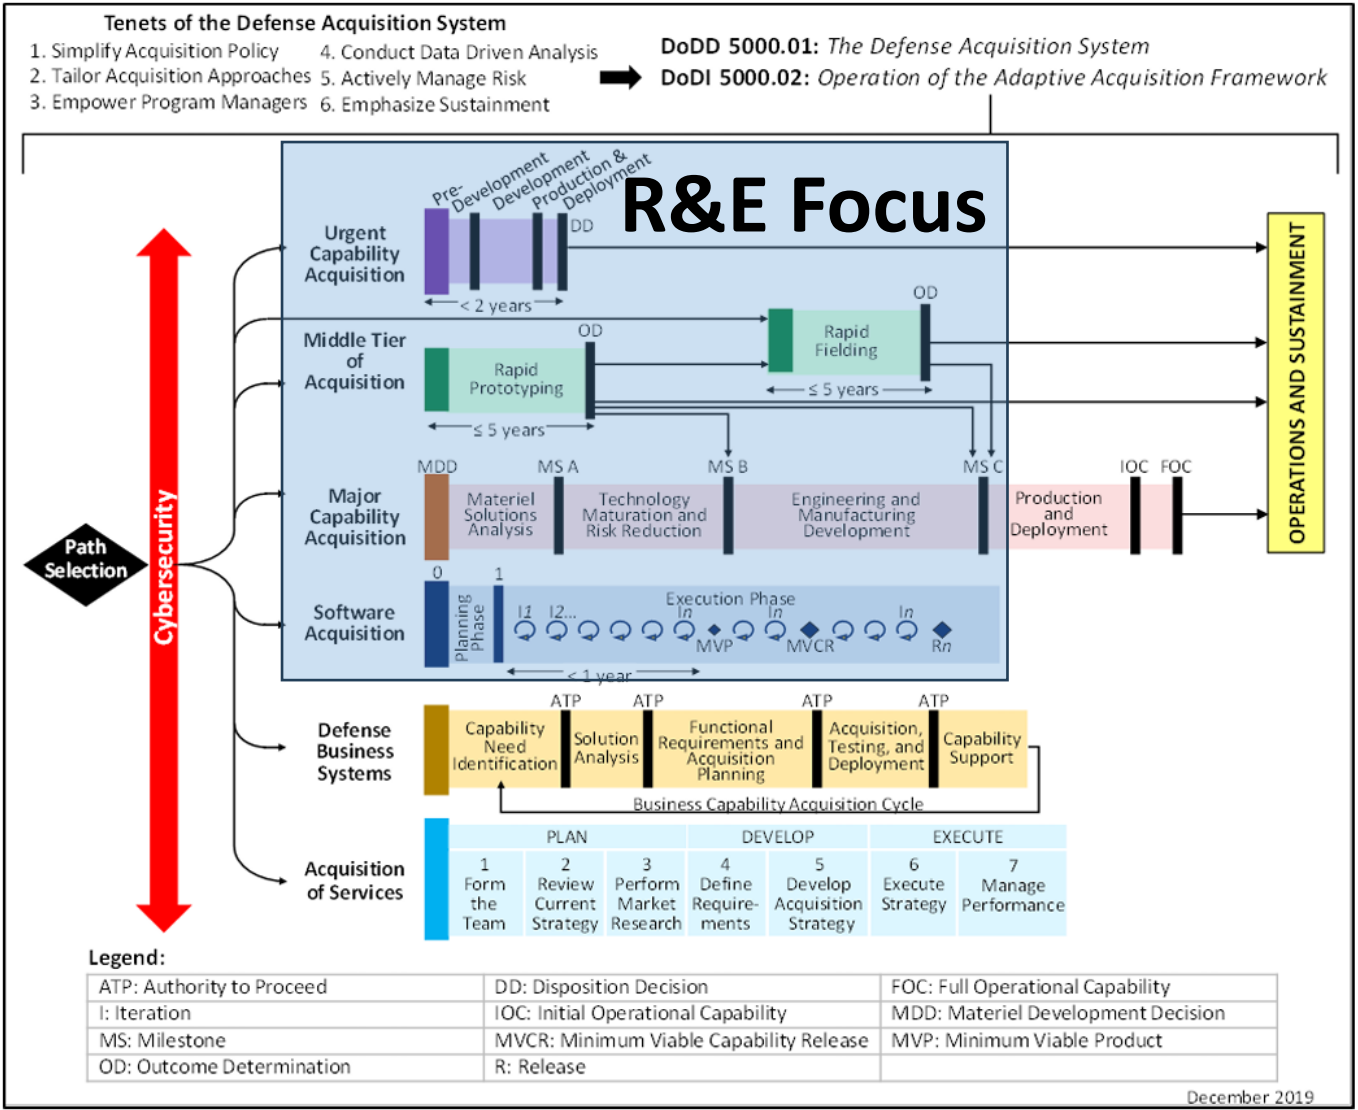 Tenets of the Defense Acquisition System
1. Simplify Acquisition Policy
2. Tailor Acquisition Approaches
3. Empower Program Managers
4. Conduct Data Driven Analysis
5. Actively Manage Risk
6. Emphasize Sustainment
DoDD 5000.01: The Defense Acquisition System
DoDI 5000.02: Operation of the Adaptive Acquisition Framework
R&E Focus
Path
Selection
Cybersecurity
Urgent
Capability
Acquisition
Pre-
Development
Development
Production &
Deployment
DD
< 2 years
Middle Tier
of
Acquisition
Rapid
Prototyping
OD
≤ 5 years
Rapid
Fielding
OD
≤ 5 years
Major
Capability
Acquisition
MDD
Materiel
Solutions
Analysis
MS A
Technology
Maturation and
Risk Reduction
MS B
Engineering and
Manufacturing
Development
MS C
Production
and
Deployment
IOC
FOC
OPERATIONS AND SUSTAINMENT
Software
Acquisition
0
Planning
Phase
1
Execution Phase
I1
I2...
In
MVP
In
MVCR
In
Rn
< 1 year
Defense
Business
Systems
Capability
Need
Identification
ATP
Solution
Analysis
ATP
Functional
Requirements and
Acquisition
Planning
ATP
Acquisition,
Testing, and
Deployment
ATP
Capability
Support
Business Capability Acquisition Cycle
Acquisition
of Services
PLAN
DEVELOP
EXECUTE
1
Form
the
Team
2
Review
Current
Strategy
3
Perform
Market
Research
4
Define
Require-
ments
5
Develop
Acquisition
Strategy
6
Execute
Strategy
7
Manage
Performance
Legend:
ATP: Authority to Proceed
DD: Disposition Decision
FOC: Full Operational Capability
I: Iteration
IOC: Initial Operational Capability
MDD: Materiel Development Decision
MS: Milestone
MVCR: Minimum Viable Capability Release
MVP: Minimum Viable Product
OD: Outcome Determination
R: Release
December 2019